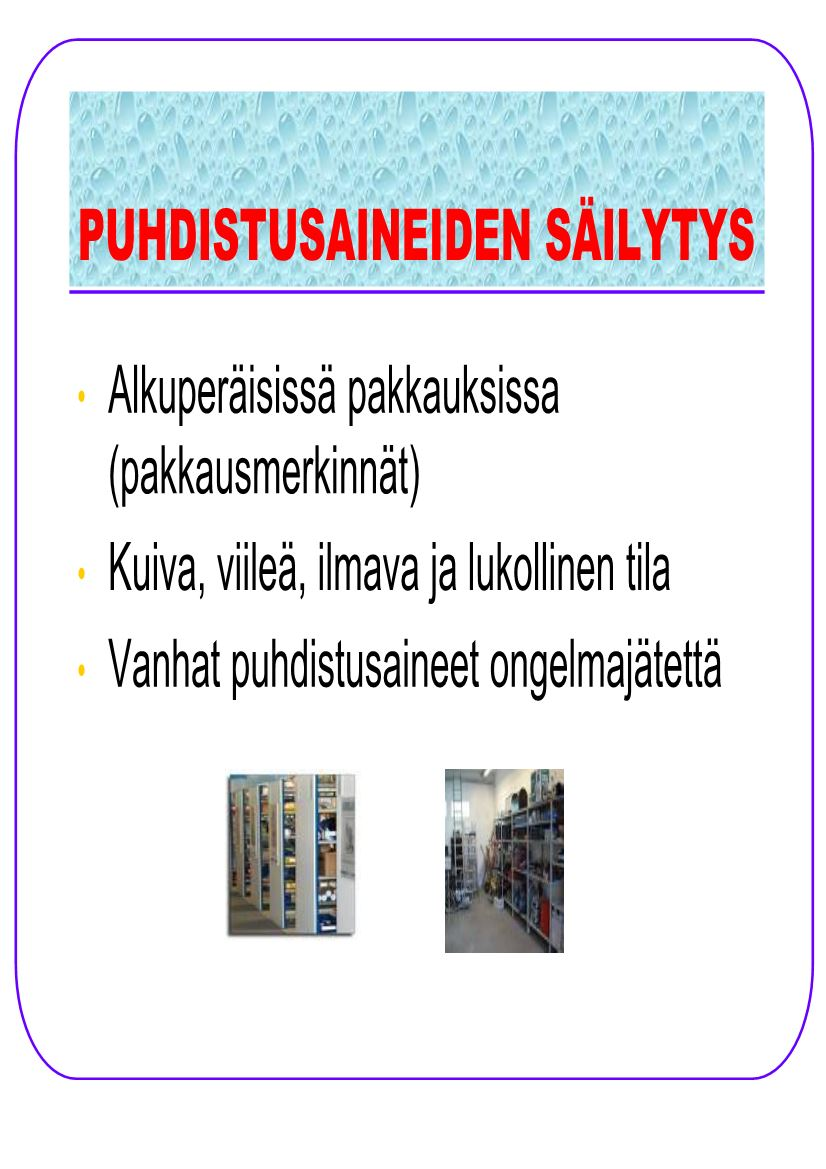 PUHDISTUSAINEIDEN SÄILYTYS
• Alkuperäisissä pakkauksissa
(pakkausmerkinnät)
• Kuiva, viileä, ilmava ja lukollinen tila
• Vanhat puhdistusaineet ongelmajätettä